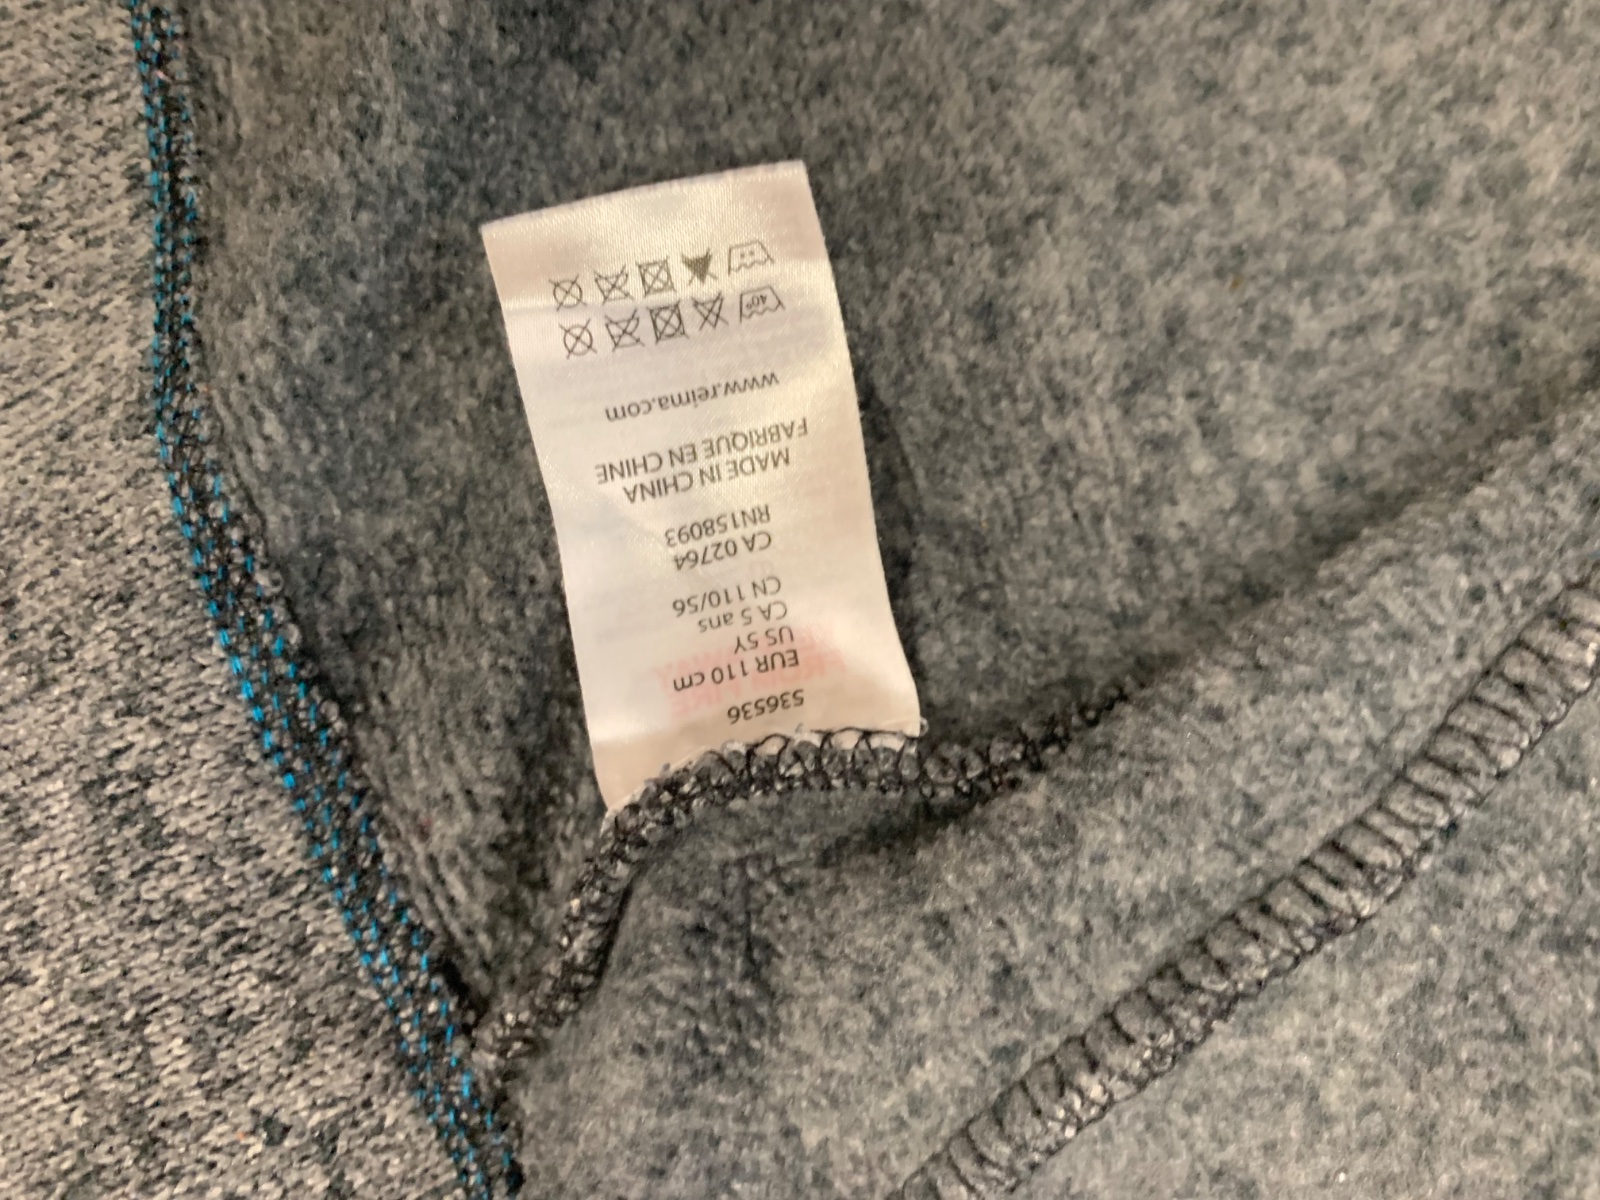 536536
EUR 110 cm
US 5Y
CA 5 ans
CN 110/56
CA 02764
RN158093
MADE IN CHINA
FABRIQUE EN CHINE
www.reima.com
40°